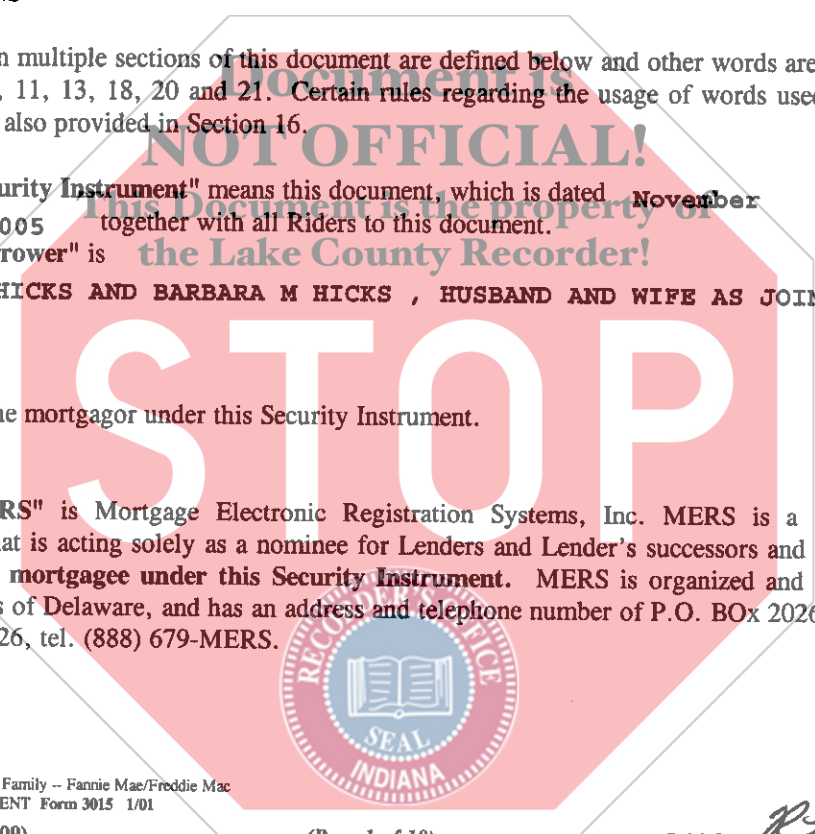 n multiple sections of this document are defined below and other words are
, 11, 13, 18, 20 and 21. Certain rules regarding the usage of words used
also provided in Section 16.
Document is
NOT OFFICIAL!
This Document is the property of
the Lake County Recorder!
urity Instrument" means this document, which is dated November
005 together with all Riders to this document.
rower" is
HICKS AND BARBARA M HICKS , HUSBAND AND WIFE AS JOIN
STOP
e mortgagor under this Security Instrument.
RS" is Mortgage Electronic Registration Systems, Inc. MERS is a
at is acting solely as a nominee for Lenders and Lender's successors and
mortgagee under this Security Instrument. MERS is organized and
s of Delaware, and has an address and telephone number of P.O. BOx 2026
26, tel. (888) 679-MERS.
RECORDER'S OFFICE
SEAL
INDIANA
Family -- Fannie Mae/Freddie Mac
ENT Form 3015 1/01